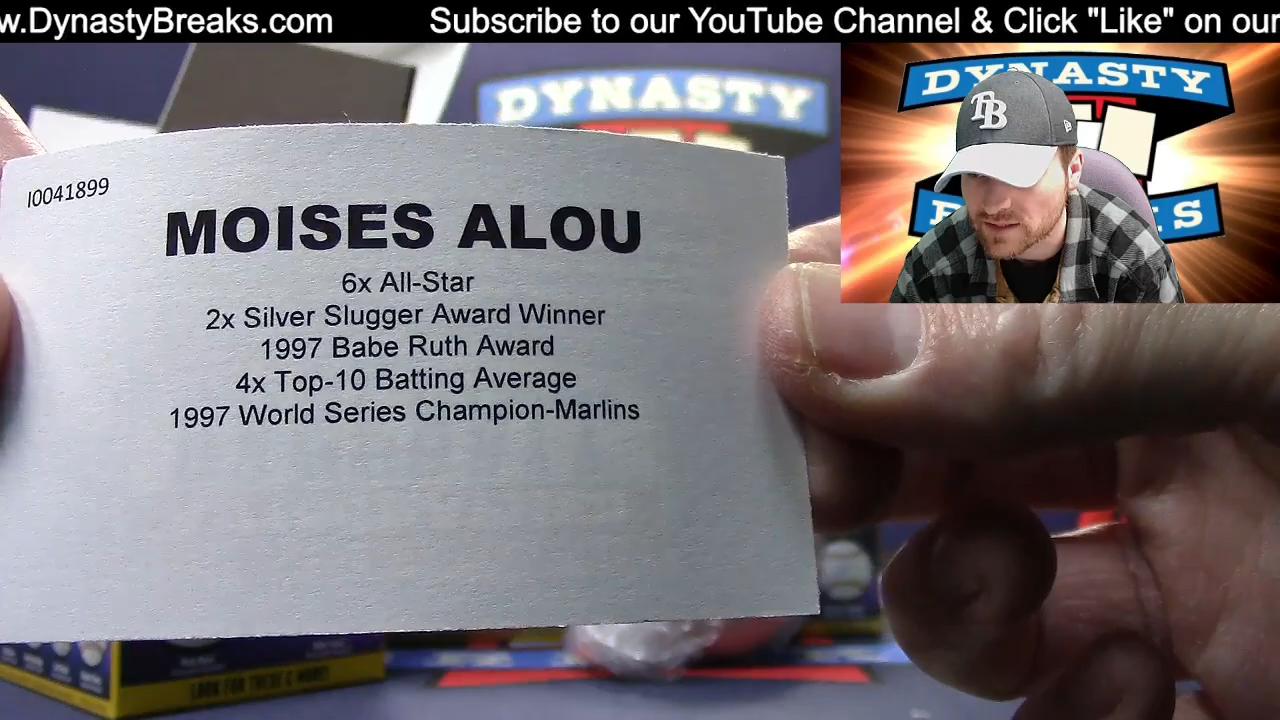 w.DynastyBreaks.com
Subscribe to our YouTube Channel & Click "Like" on our
DYNASTY
DYNASTY
TB
S
I0041899
MOISES ALOU
6x All-Star
2x Silver Slugger Award Winner
1997 Babe Ruth Award
4x Top-10 Batting Average
1997 World Series Champion-Marlins
LOOK FOR THESE & MORE!